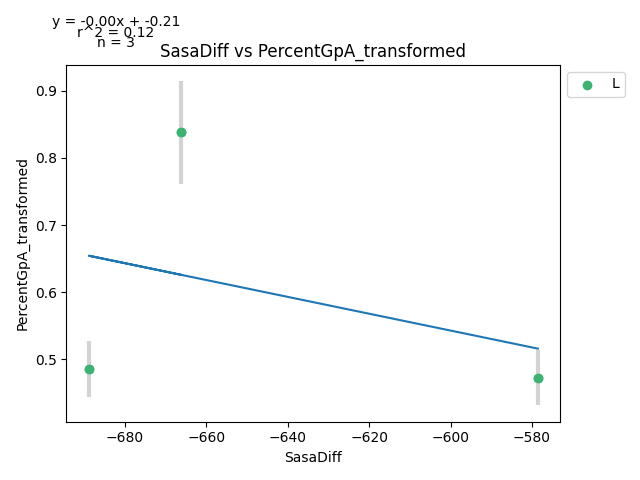 y = -0.00x + -0.21
r^2 = 0.12
n = 3
SasaDiff vs PercentGpA_transformed
L
PercentGpA_transformed
0.9
0.8
0.7
0.6
0.5
−680
−660
−640
−620
−600
−580
SasaDiff